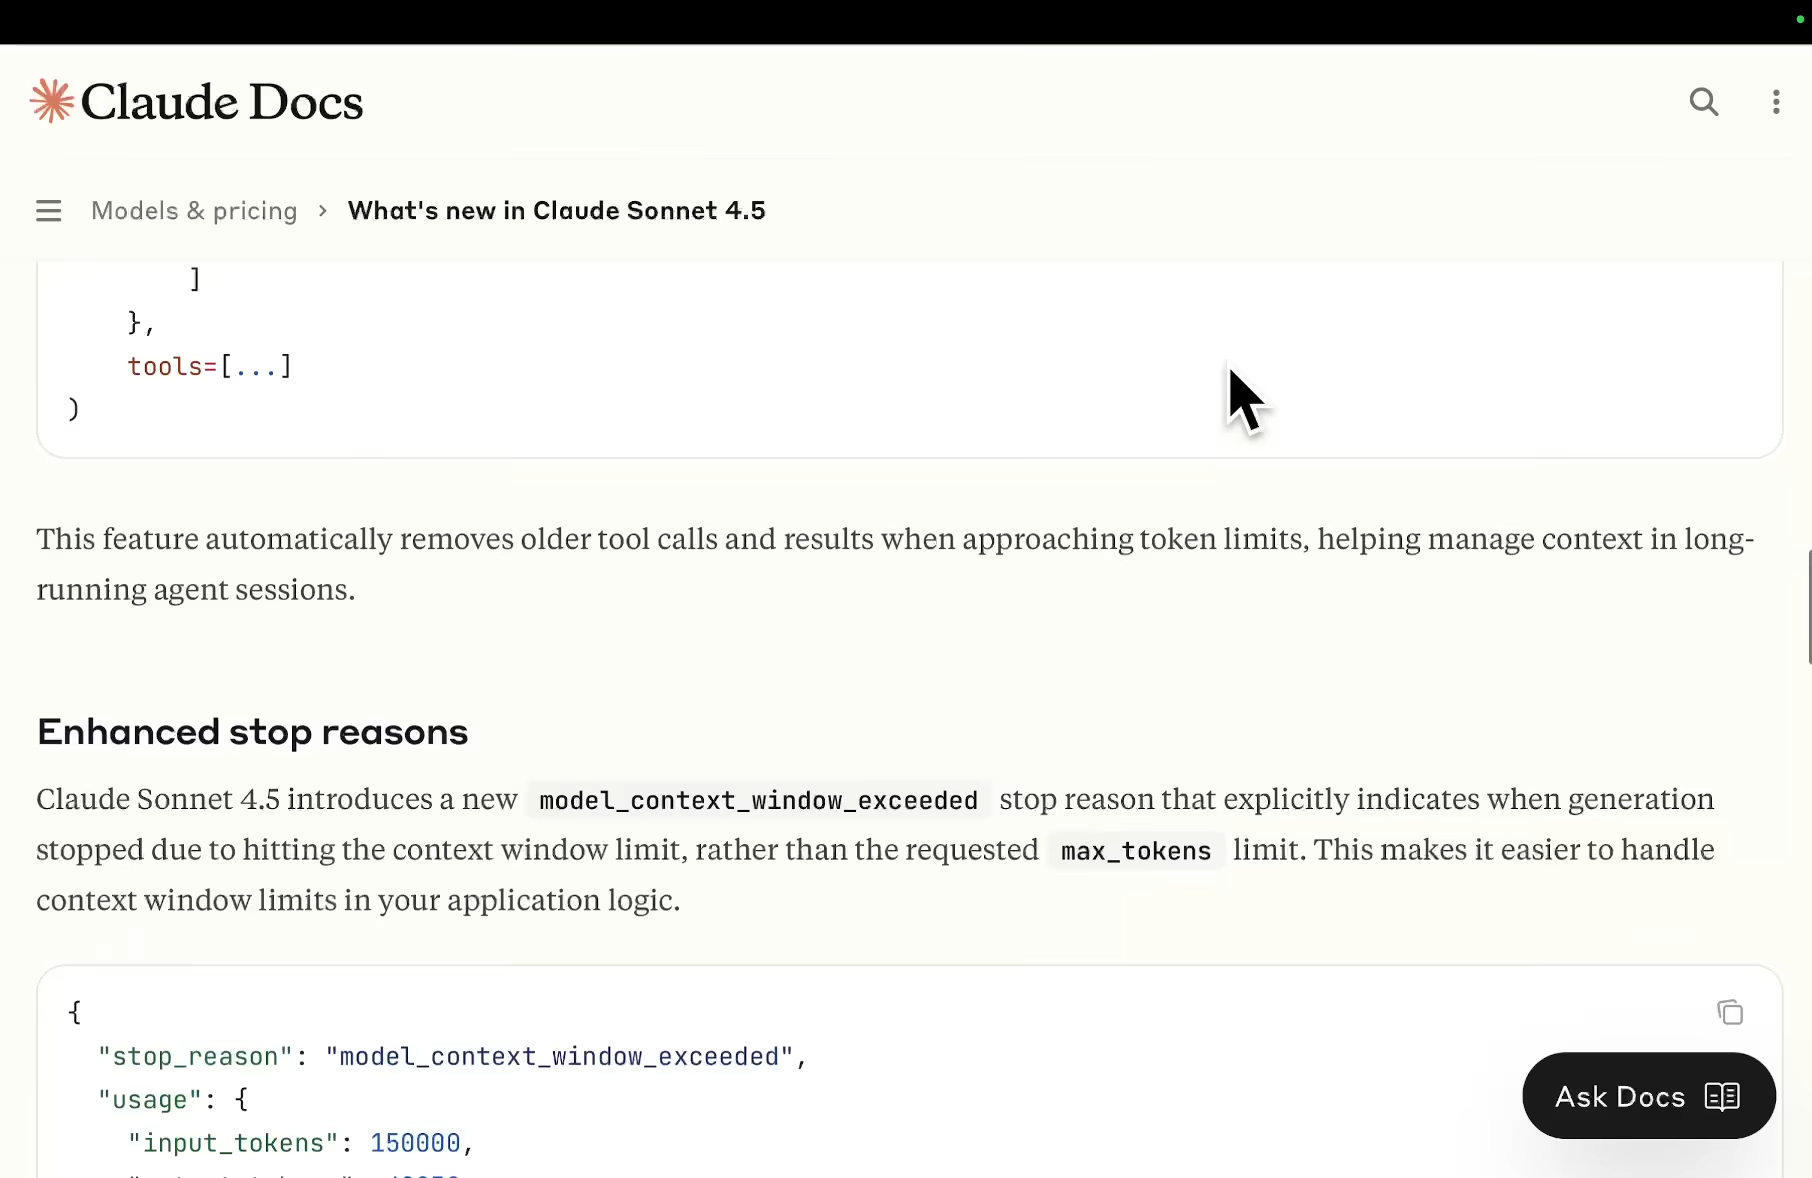 Claude Docs
Models & pricing › What's new in Claude Sonnet 4.5
]
},
tools=[...]
)
This feature automatically removes older tool calls and results when approaching token limits, helping manage context in long-
running agent sessions.
Enhanced stop reasons
Claude Sonnet 4.5 introduces a new model_context_window_exceeded stop reason that explicitly indicates when generation
stopped due to hitting the context window limit, rather than the requested max_tokens limit. This makes it easier to handle
context window limits in your application logic.
{
"stop_reason": "model_context_window_exceeded",
"usage": {
"input_tokens": 150000,
Ask Docs